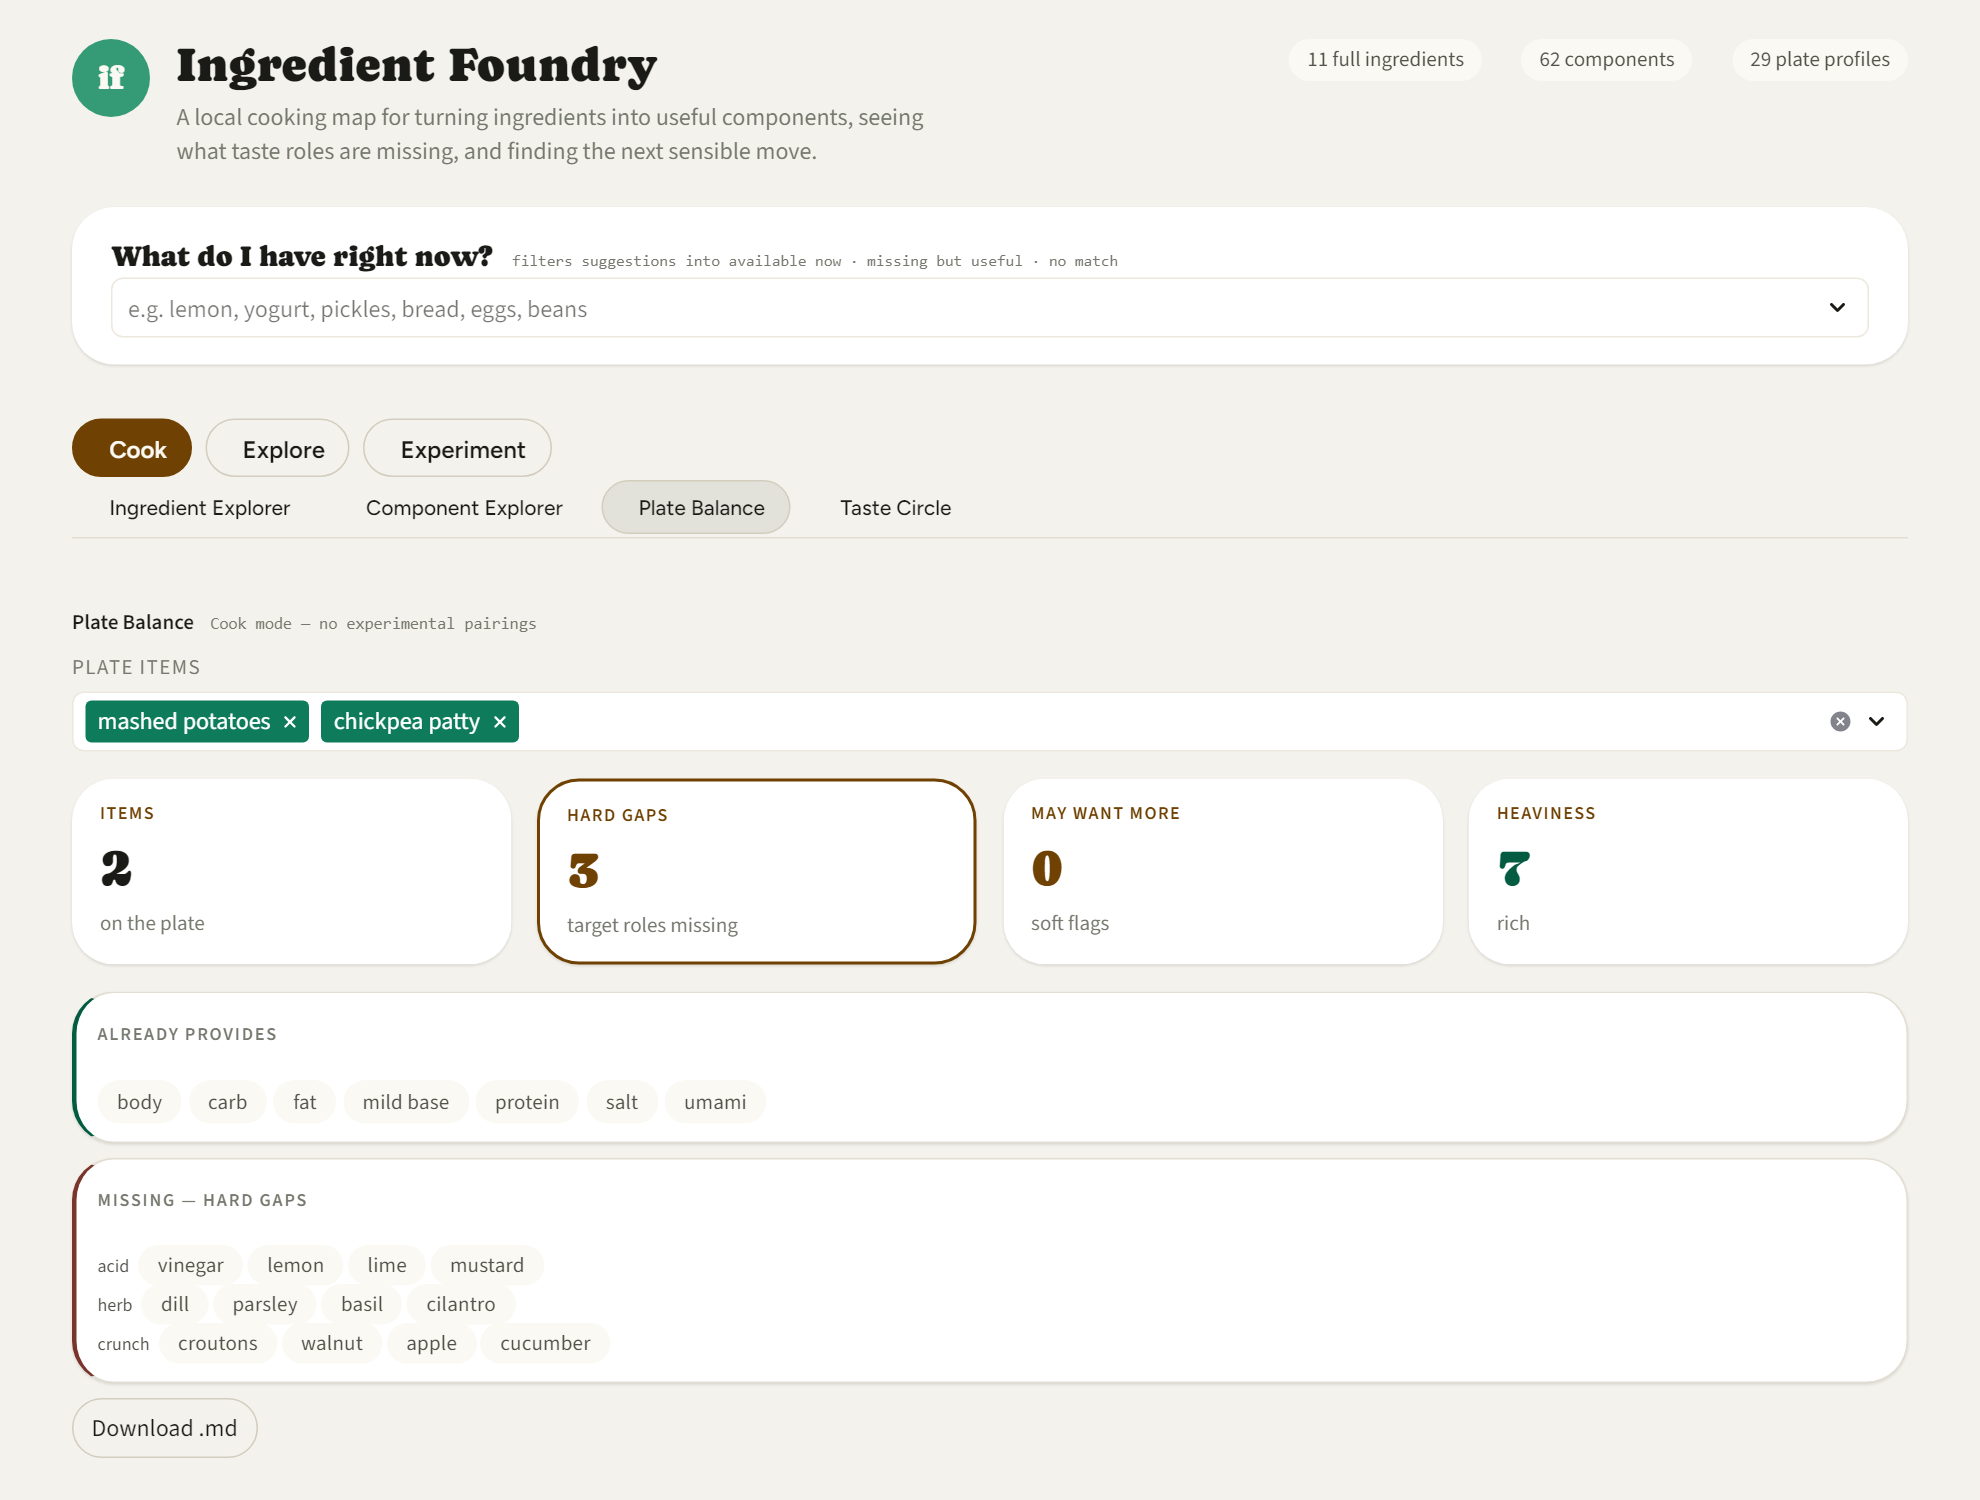 if
Ingredient Foundry
A local cooking map for turning ingredients into useful components, seeing
what taste roles are missing, and finding the next sensible move.
11 full ingredients
62 components
29 plate profiles
What do I have right now? filters suggestions into available now · missing but useful · no match
e.g. lemon, yogurt, pickles, bread, eggs, beans
Cook Explore Experiment
Ingredient Explorer Component Explorer Plate Balance Taste Circle
Plate Balance Cook mode — no experimental pairings
PLATE ITEMS
mashed potatoes × chickpea patty ×
ITEMS
2
on the plate
HARD GAPS
3
target roles missing
MAY WANT MORE
0
soft flags
HEAVINESS
7
rich
ALREADY PROVIDES
body carb fat mild base protein salt umami
MISSING — HARD GAPS
acid vinegar lemon lime mustard
herb dill parsley basil cilantro
crunch croutons walnut apple cucumber
Download .md